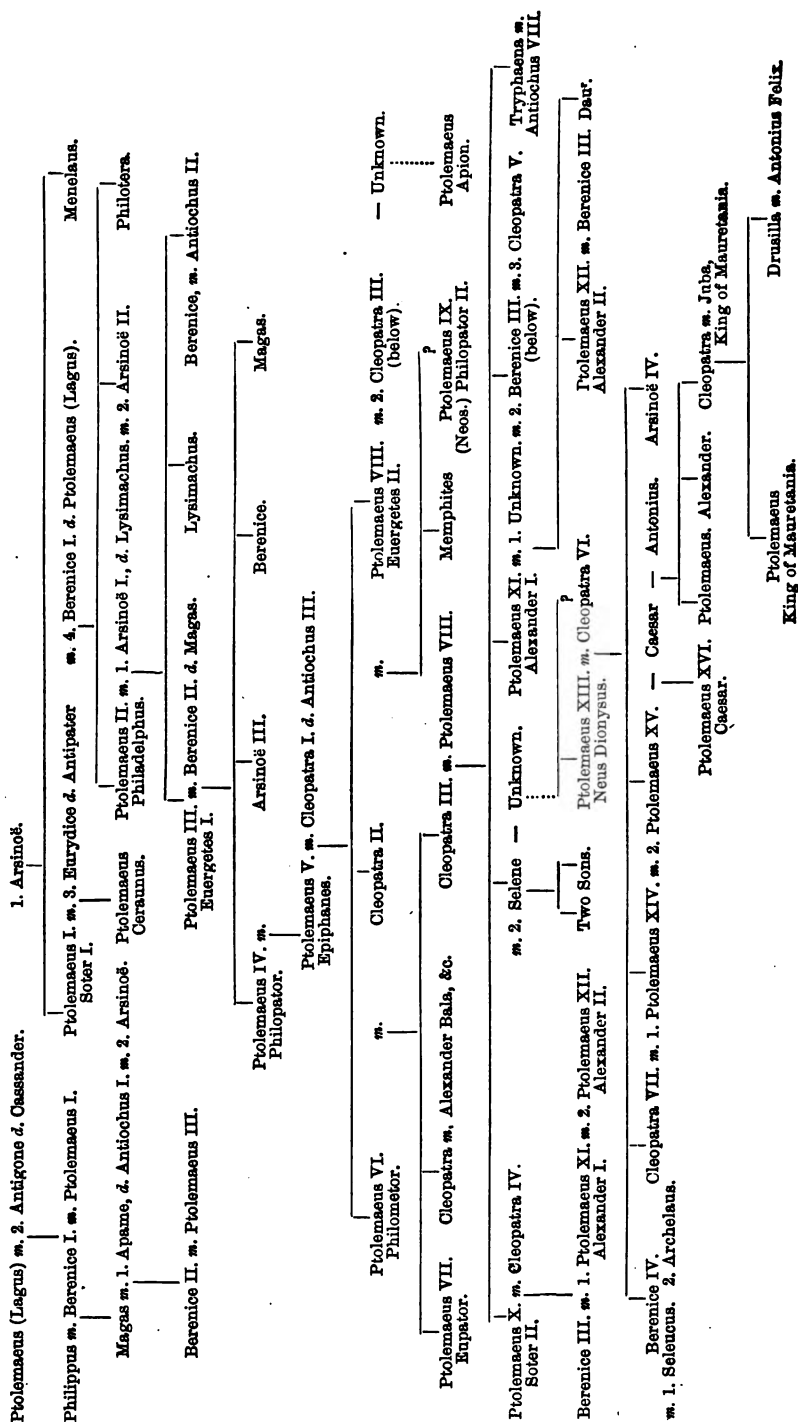 Ptolemaeus (Lagus) m. 2. Antigone d. Cassander. 1. Arsinoë.
Philippus m. Berenice I. m. Ptolemaeus I. Ptolemaeus I. m. 3. Eurydice d. Antipater m. 4. Berenice I. d. Ptolemaeus (Lagus). Menelaus.
Soter I.
Magas m. 1. Apame, d. Antiochus I. m. 2. Arsinoë. Ptolemaeus Ptolemaeus II. m. 1. Arsinoë I., d. Lysimachus. m. 2. Arsinoë II. Philotera.
Ceraunus. Philadelphus.
Berenice II. m. Ptolemaeus III. Ptolemaeus III. m. Berenice II. d. Magas. Lysimachus. Berenice, m. Antiochus II.
Euergetes I.
Ptolemaeus IV. m. Arsinoë III. Berenice. Magas.
Philopator.
Ptolemaeus V. m. Cleopatra I. d. Antiochus III.
Epiphanes.
Ptolemaeus VI. m. Cleopatra II. m. Ptolemaeus VIII. m. 2. Cleopatra III. — Unknown.
Philometor. Euergetes II. (below).
Ptolemaeus VII. Cleopatra m, Alexander Bala, &c. Cleopatra III. m. Ptolemaeus VIII. Memphites ? Ptolemaeus IX. Ptolemaeus
Eupator. (Neos.) Philopator II. Apion.
Ptolemaeus X. m. Cleopatra IV. m. 2. Selene — Unknown. Ptolemaeus XI. m. 1. Unknown. m. 2. Berenice III. m. 3. Cleopatra V. Tryphaena m.
Soter II. Alexander I. (below). Antiochus VIII.
Berenice III. m. 1. Ptolemaeus XI. m. 2. Ptolemaeus XII. Two Sons. Ptolemaeus XIII. m. Cleopatra VI. ? Ptolemaeus XII. m. Berenice III. Daur.
Alexander I. Alexander II. Neus Dionysus. Alexander II.
Berenice IV. Cleopatra VII. m. 1. Ptolemaeus XIV. m. 2. Ptolemaeus XV. — Caesar — Antonius. Arsinoë IV.
m. 1. Seleucus. 2. Archelaus.
Ptolemaeus XVI. Ptolemaeus. Alexander. Cleopatra m. Juba,
Caesar. King of Mauretania.
Ptolemaeus Drusilla m. Antonius Felix.
King of Mauretania.